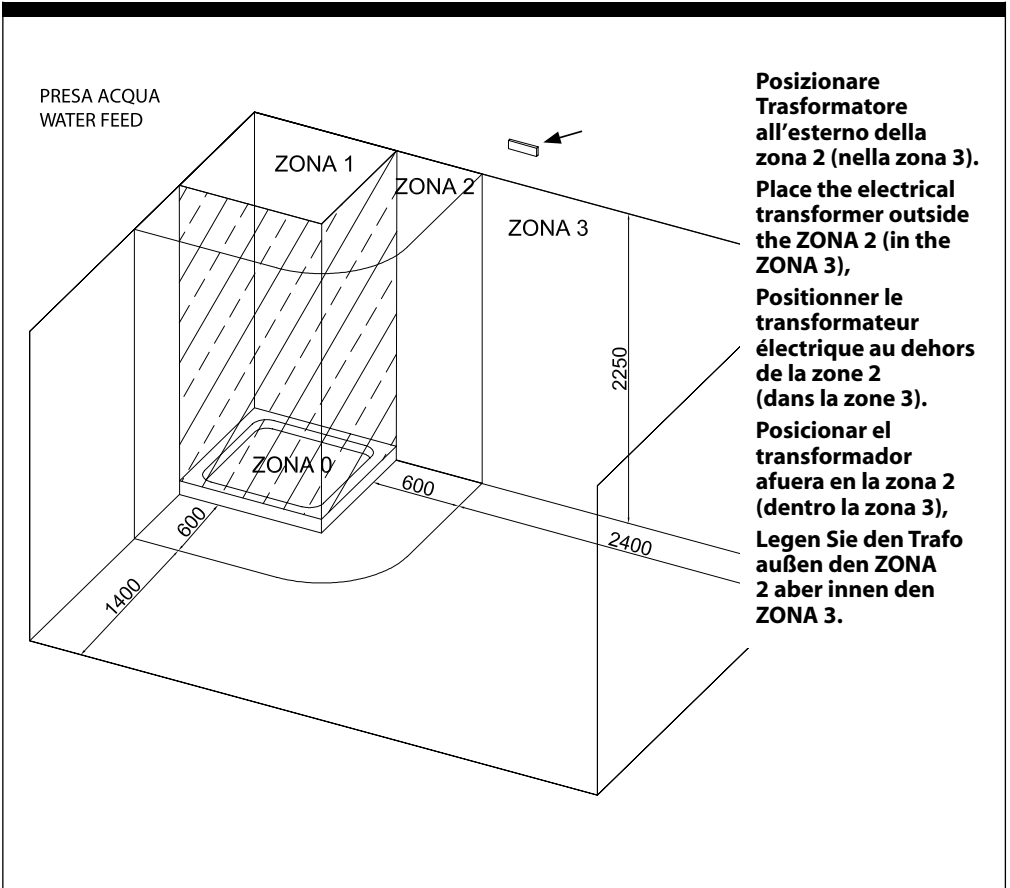 PRESA ACQUA
WATER FEED
ZONA 1
ZONA 2
ZONA 3
2250
ZONA 0
600
600
2400
1400
Posizionare
Trasformatore
all'esterno della
zona 2 (nella zona 3).
Place the electrical
transformer outside
the ZONA 2 (in the
ZONA 3),
Positionner le
transformateur
électrique au dehors
de la zone 2
(dans la zone 3).
Posicionar el
transformador
afuera en la zona 2
(dentro la zona 3),
Legen Sie den Trafo
außen den ZONA
2 aber innen den
ZONA 3.